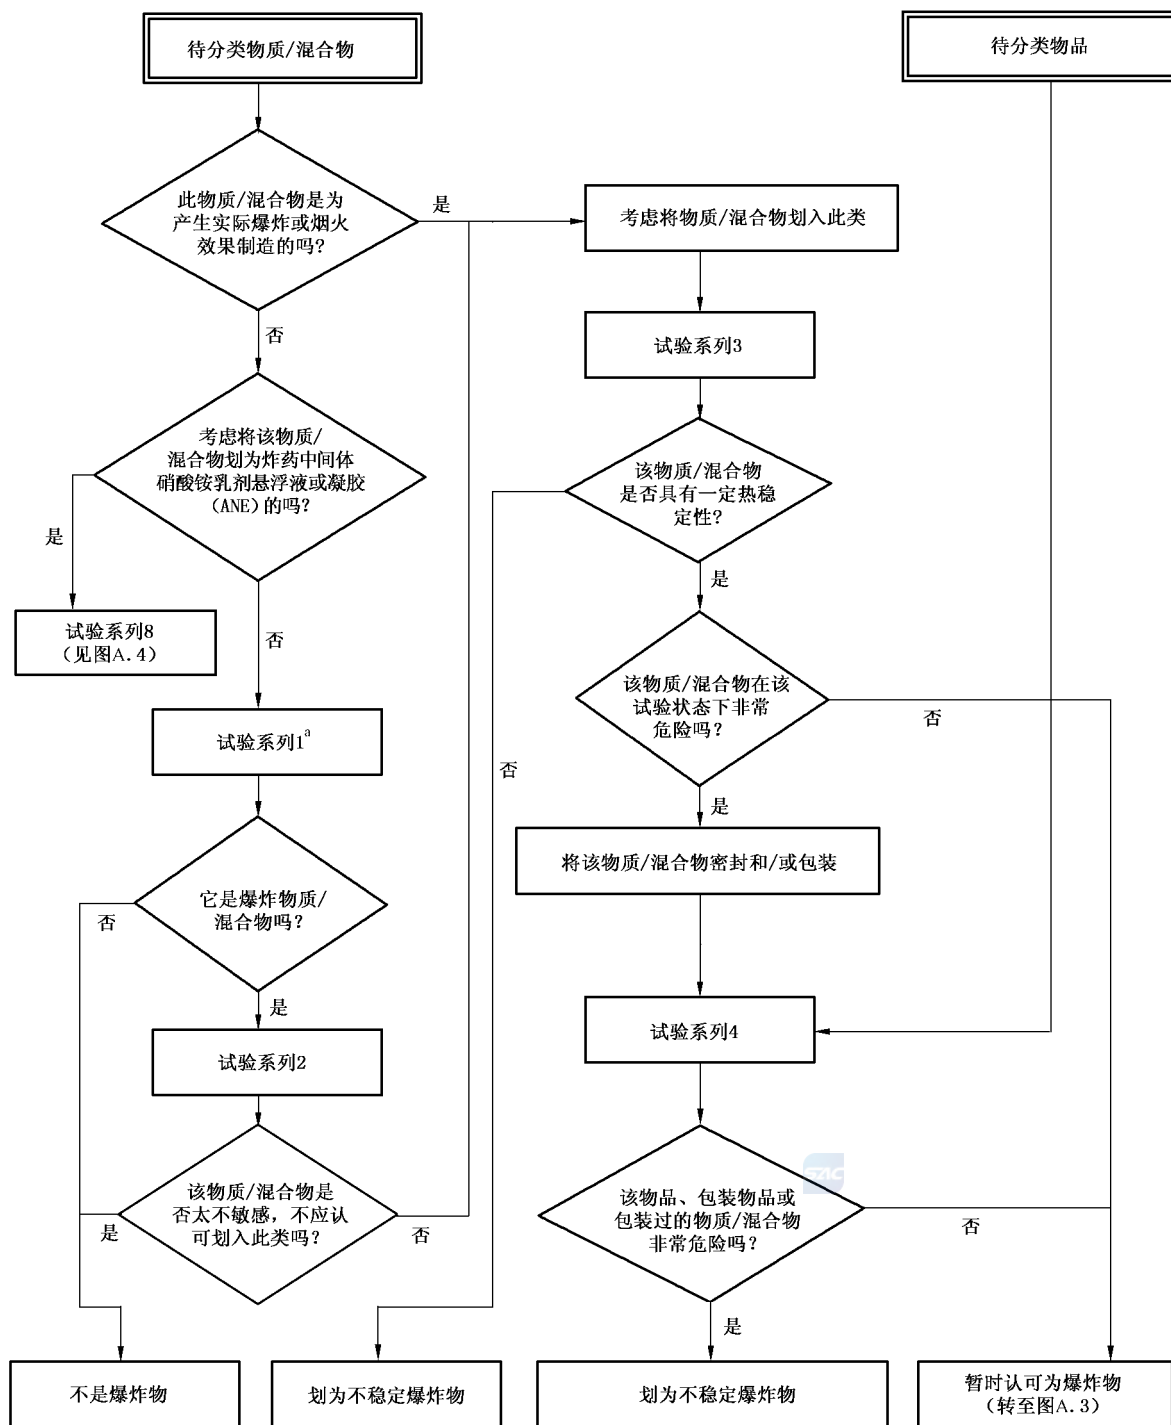 待分类物质/混合物
待分类物品
此物质/混合物是为
产生实际爆炸或烟火
效果制造的吗?
是
考虑将物质/混合物划入此类
否
试验系列3
考虑将该物质/
混合物划为炸药中间体
硝酸铵乳剂悬浮液或凝胶
(ANE)的吗?
该物质/混合物
是否具有一定热稳
定性?
是
是
试验系列8
(见图A.4)
否
该物质/混合物在该
试验状态下非常
危险吗?
否
试验系列1a
否
是
将该物质/混合物密封和/或包装
它是爆炸物质/
混合物吗?
否
是
试验系列2
试验系列4
该物质/混合物是
否太不敏感,不应认
可划入此类吗?
是
否
SAC
该物品、包装物品或
包装过的物质/混合物
非常危险吗?
否
是
不是爆炸物
划为不稳定爆炸物
划为不稳定爆炸物
暂时认可为爆炸物
(转至图A.3)